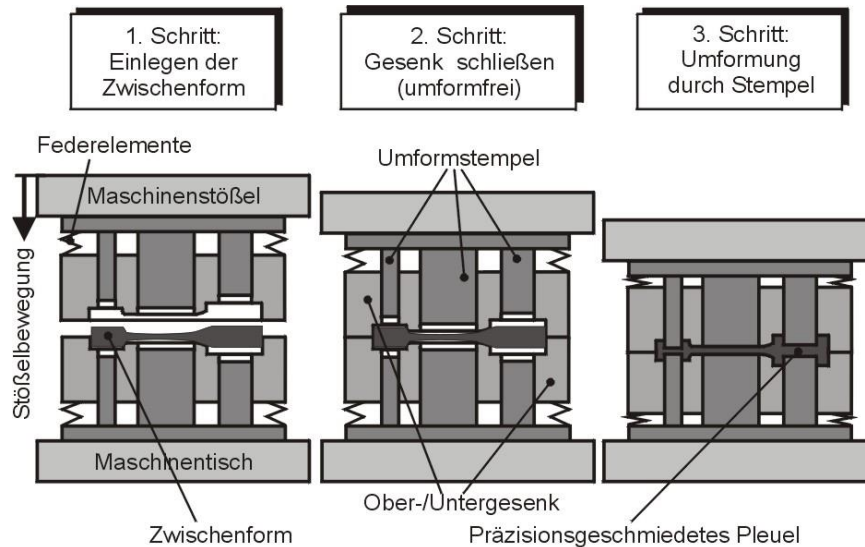 1. Schritt:
Einlegen der
Zwischenform
2. Schritt:
Gesenk schließen
(umformfrei)
3. Schritt:
Umformung
durch Stempel
Federelemente
Umformstempel
Maschinenstößel
Stößelbewegung
Maschinentisch
Ober-/Untergesenk
Zwischenform
Präzisionsgeschmiedetes Pleuel